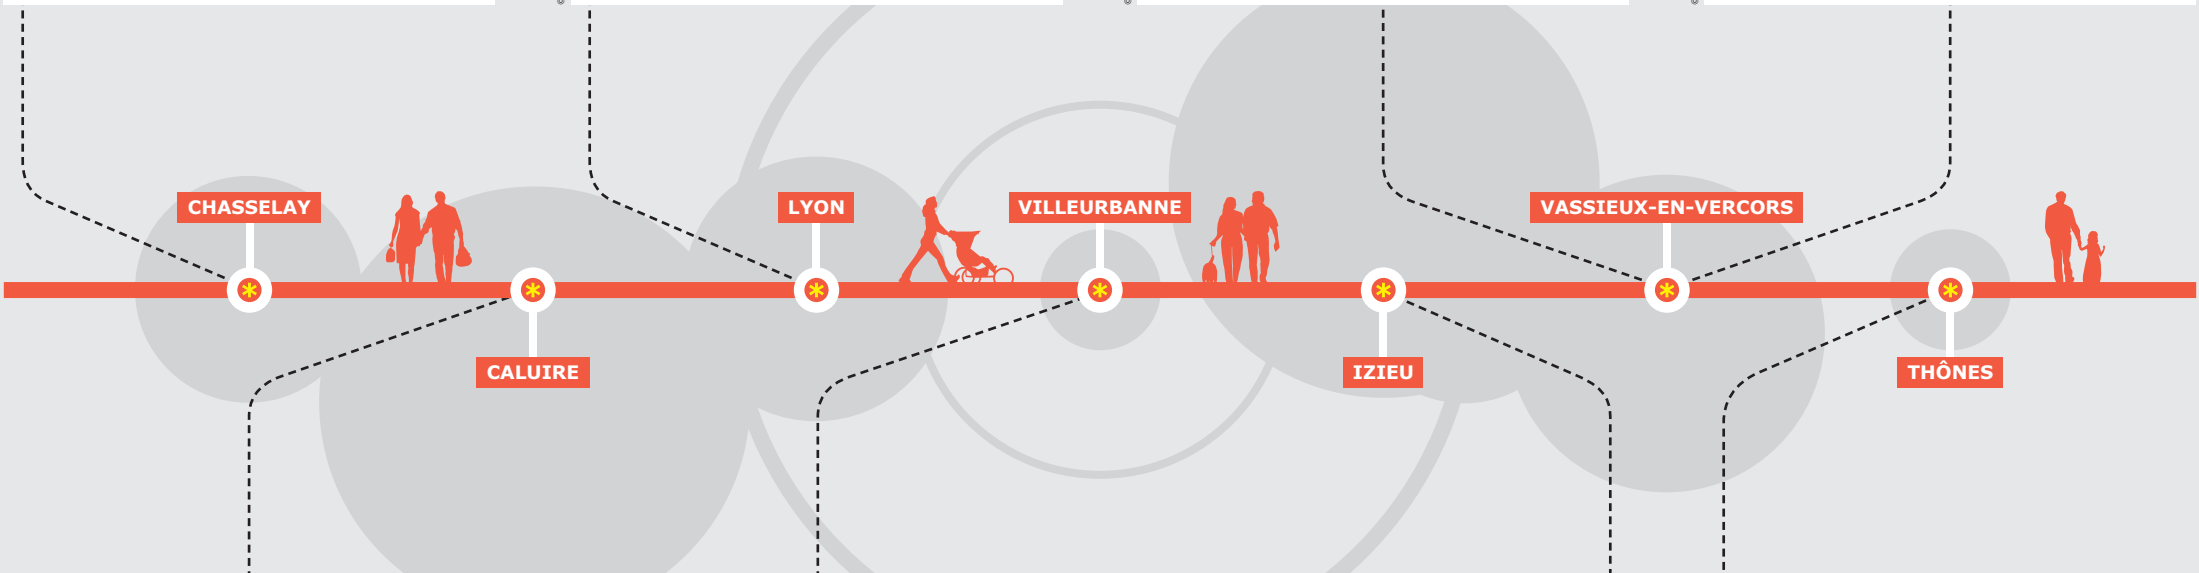 CHASSELAY
CALUIRE
LYON
VILLEURBANNE
IZIEU
VASSIEUX-EN-VERCORS
THÔNES